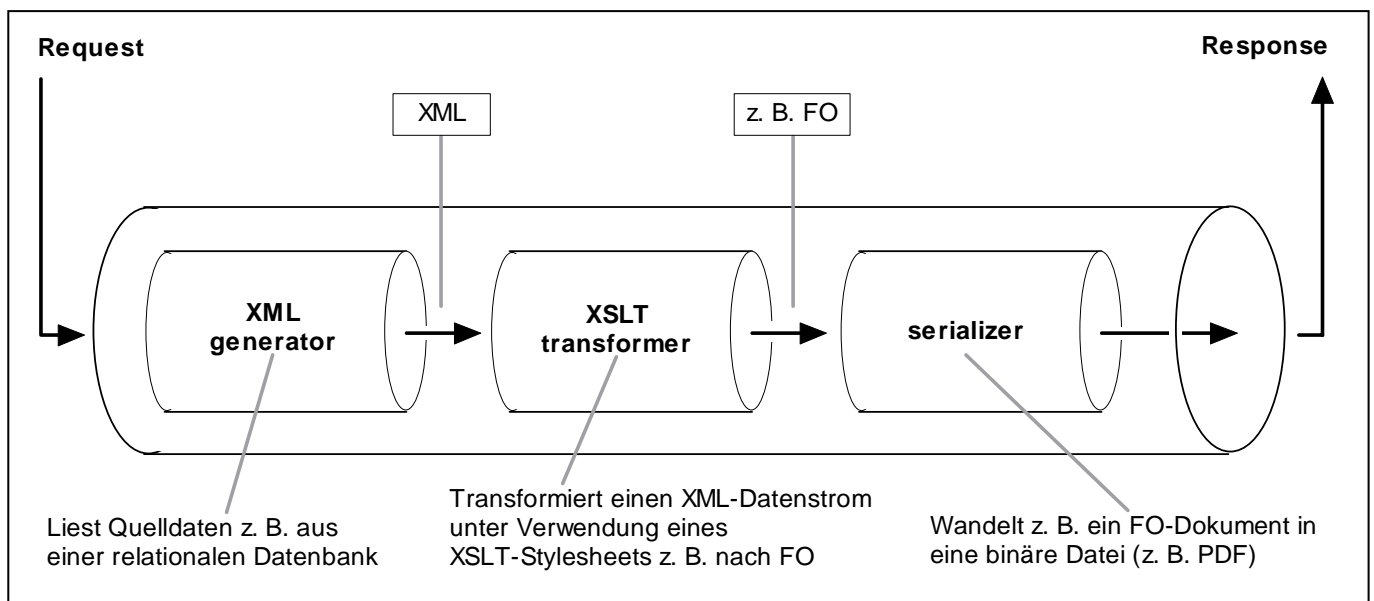 Request
Response
XML
z. B. FO
XML
generator
XSLT
transformer
serializer
Liest Quelldaten z. B. aus
einer relationalen Datenbank
Transformiert einen XML-Datenstrom
unter Verwendung eines
XSLT-Stylesheets z. B. nach FO
Wandelt z. B. ein FO-Dokument in
eine binäre Datei (z. B. PDF)